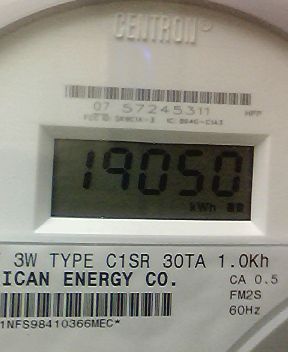 CENTRON®
07 57245311 HPP
19050
kWh
3W TYPE C1SR 30TA 1.0Kh
ICAN ENERGY CO.
CA 0.5
FM2S
60Hz
1NFS98410366MEC*